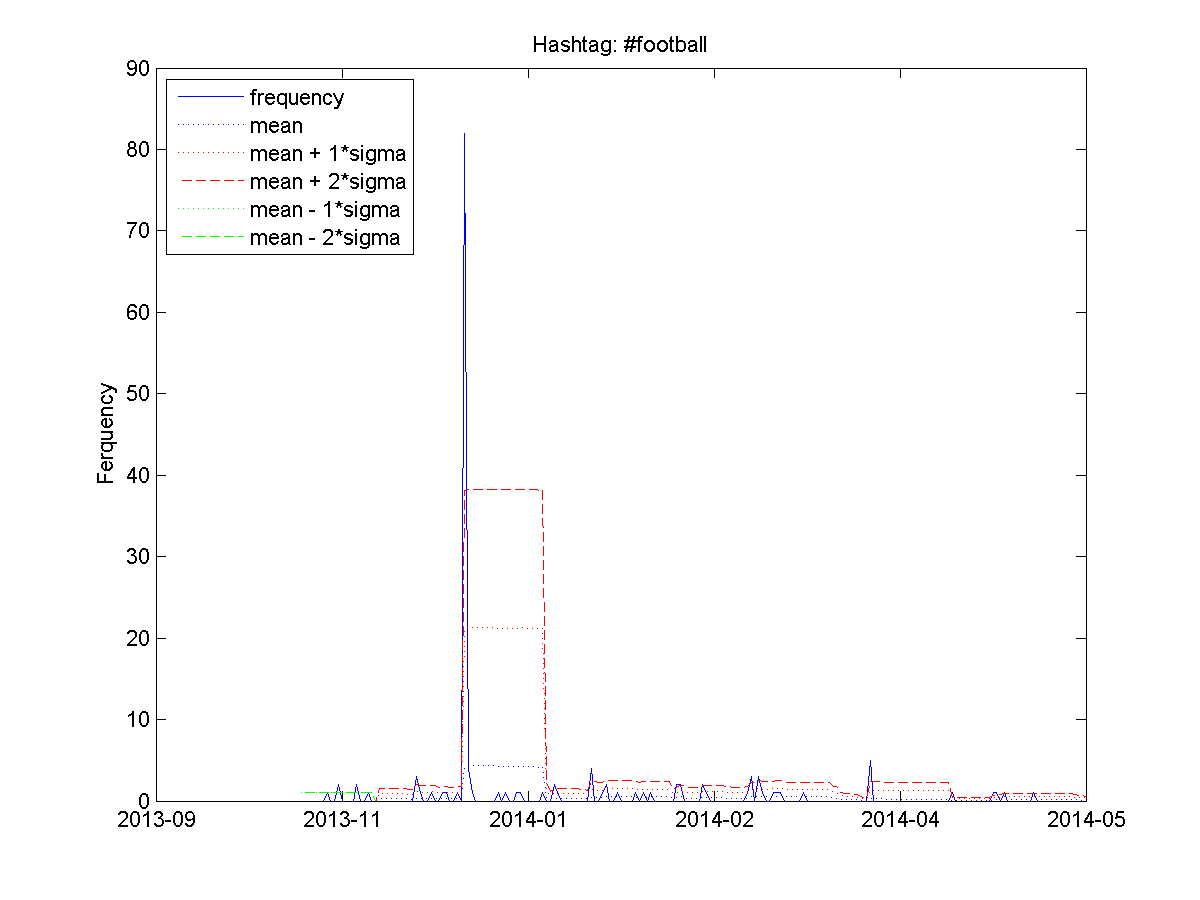 Hashtag: #football
90
80
70
60
50
40
30
20
10
0
Ferquency
frequency
mean
mean + 1*sigma
mean + 2*sigma
mean - 1*sigma
mean - 2*sigma
2013-09
2013-11
2014-01
2014-02
2014-04
2014-05